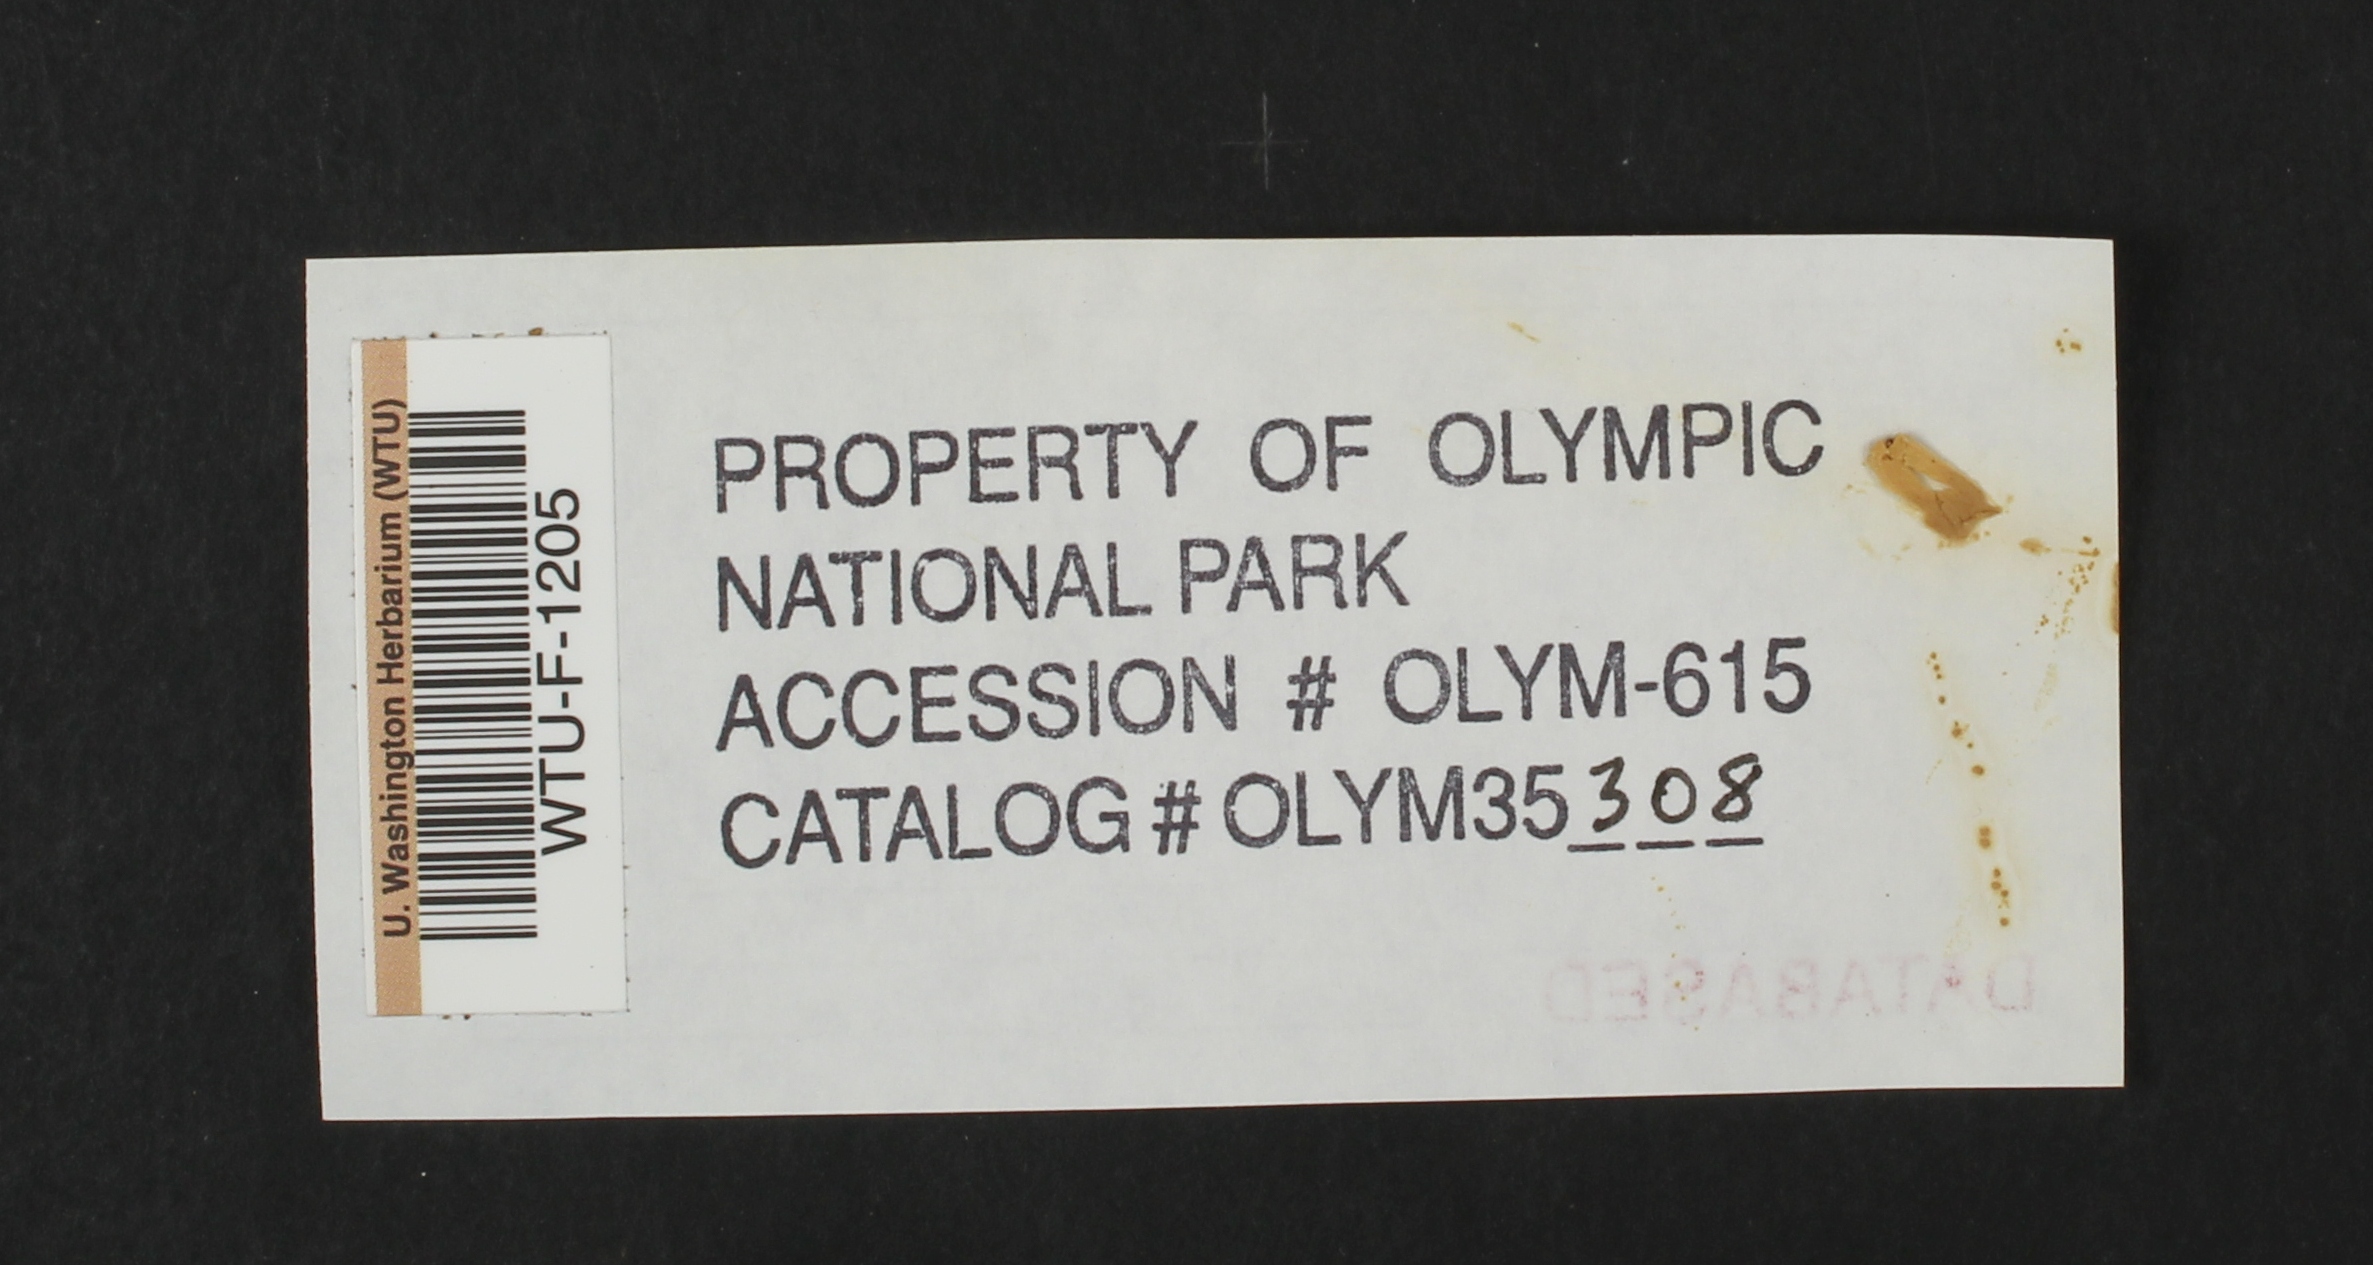 U. Washington Herbarium (WTU)
WTU-F-1205
PROPERTY OF OLYMPIC
NATIONAL PARK
ACCESSION # OLYM-615
CATALOG # OLYM35308
DATABASED